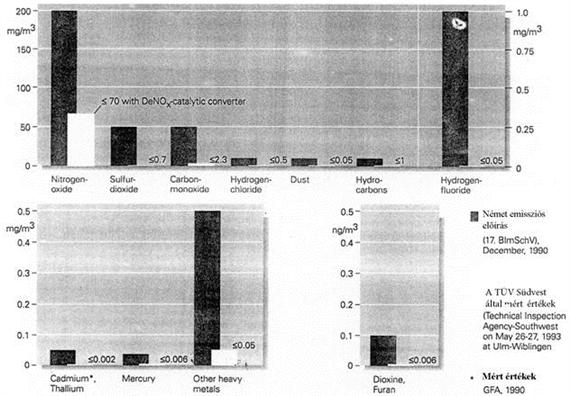 200
mg/m³
150
100
50
0
1.0
mg/m³
0.75
0.5
0.25
0
≤ 70 with DeNOx-catalytic converter
≤0.7
≤2.3
≤0.5
≤0.05
≤1
≤0.05
Nitrogen-
oxide
Sulfur-
dioxide
Carbon-
monoxide
Hydrogen-
chloride
Dust
Hydro-
carbons
Hydrogen-
fluoride
0.5
mg/m³
0.4
0.3
0.2
0.1
0
≤0.002
≤0.006
≤0.05
Cadmium*,
Thallium
Mercury
Other heavy
metals
0.5
ng/m³
0.4
0.3
0.2
0.1
0
≤0.006
Dioxine,
Furan
Német emissziós
előírás
(17. BlmSchV),
December, 1990
A TÜV Südvest
által mért értékek
(Technical Inspection
Agency-Southwest
on May 26-27, 1993
at Ulm-Wiblingen
* Mért értékek
GFA, 1990